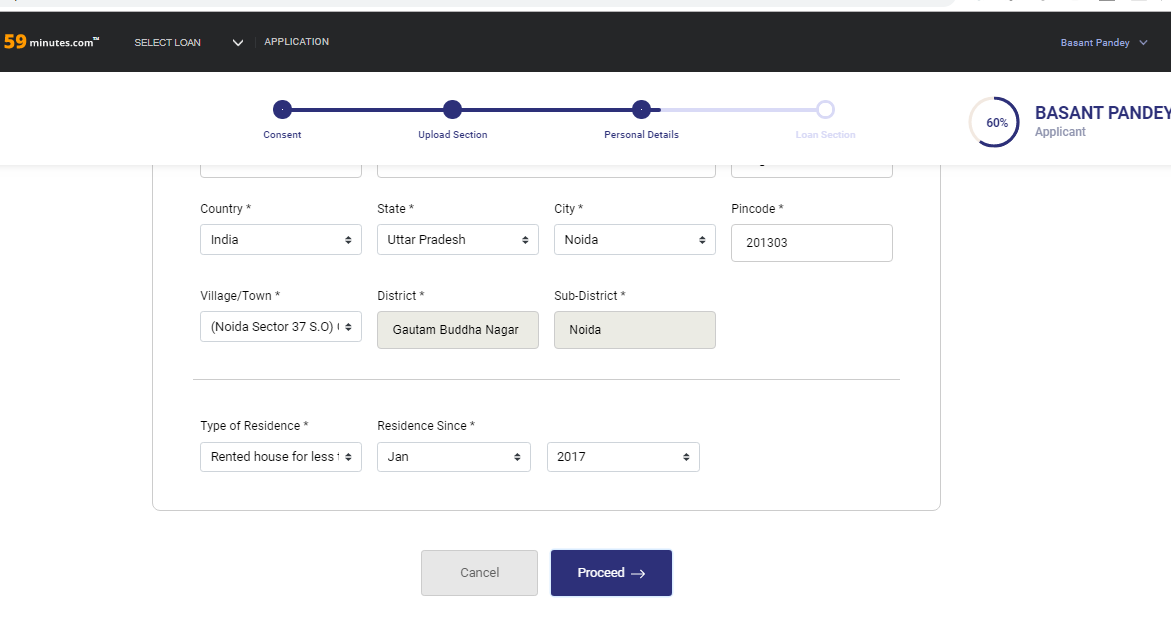 59 minutes.com™
SELECT LOAN
APPLICATION
Basant Pandey
Consent
Upload Section
Personal Details
Loan Section
60%
BASANT PANDEY
Applicant
Country *
State *
City *
Pincode *
India
Uttar Pradesh
Noida
201303
Village/Town *
District *
Sub-District *
(Noida Sector 37 S.O)
Gautam Buddha Nagar
Noida
Type of Residence *
Residence Since *
Rented house for less
Jan
2017
Cancel
Proceed →